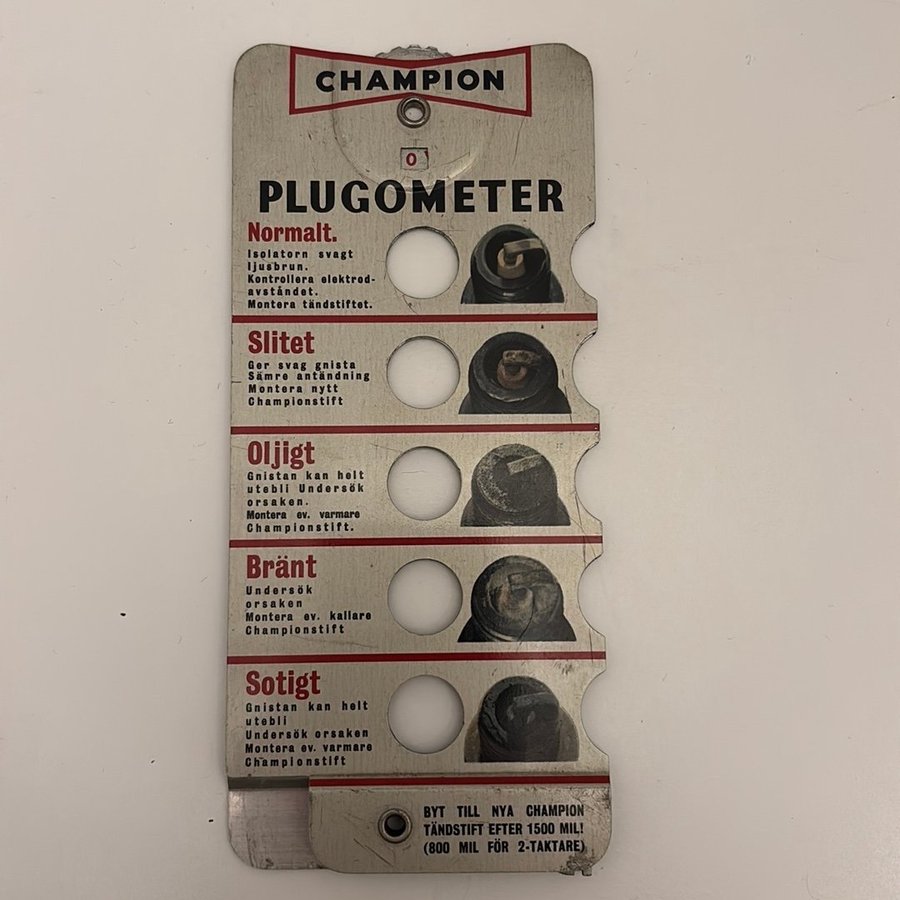 CHAMPION
0
PLUGOMETER
Normalt.
Isolatorn svagt
ljusbrun.
Kontrollera elektrod-
avståndet.
Montera tändstiftet.
Slitet
Ger svag gnista
Sämre antändning
Montera nytt
Championstift
Oljigt
Gnistan kan helt
utebli Undersök
orsaken.
Montera ev. varmare
Championstift.
Bränt
Undersök
orsaken
Montera ev. kallare
Championstift
Sotigt
Gnistan kan helt
utebli
Undersök orsaken
Montera ev. varmare
Championstift
BYT TILL NYA CHAMPION
TÄNDSTIFT EFTER 1500 MIL!
(800 MIL FÖR 2-TAKTARE)